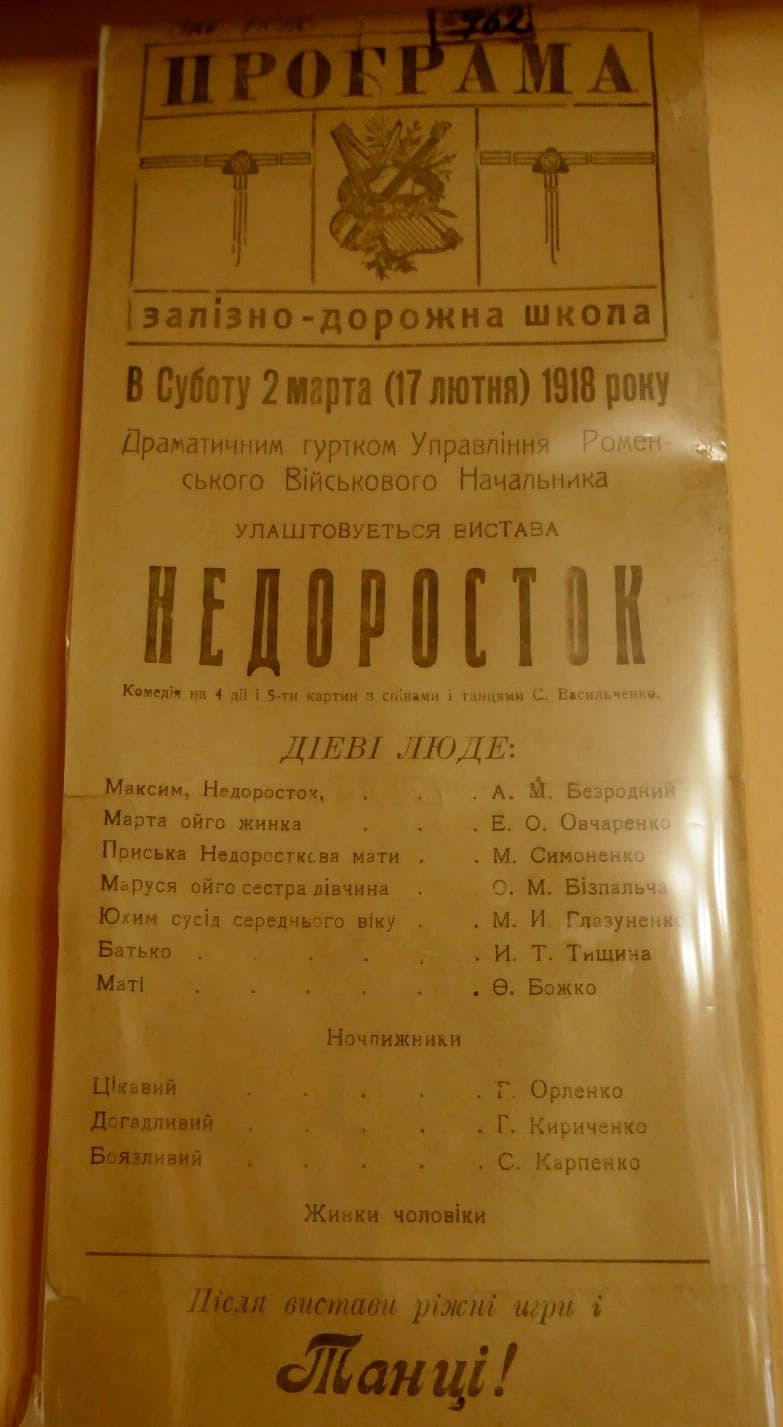 962
ПРОГРАМА
залізно-дорожна школа
В Суботу 2 марта (17 лютня) 1918 року
Драматичним гуртком Управління Ромен-
ського Військового Начальника
УЛАШТОВУЕТЬСЯ ВИСТАВА
НЕДОРОСТОК
Комедія на 4 дії і 5-ти картин з співами і танцями С. Васильченко.
ДІЕВІ ЛЮДЕ:
Максим, Недоросток, . . . А. М. Безродний
Марта ойго жинка . . . Е. О. Овчаренко
Приська Недоросткова мати . . М. Симоненко
Маруся ойго сестра дівчина . О. М. Бізпальча
Юхим сусід середнього віку . . М. И. Глазуненко
Батько . . . . . . И. Т. Тищина
Маті . . . . . . Ѳ. Божко
Ночлижники
Цікавий . . . . . Г. Орленко
Догадливий . . . . . Г. Кириченко
Боязливий . . . . . С. Карпенко
Жинки чоловіки
Після вистави ріжні игри і
Танці!